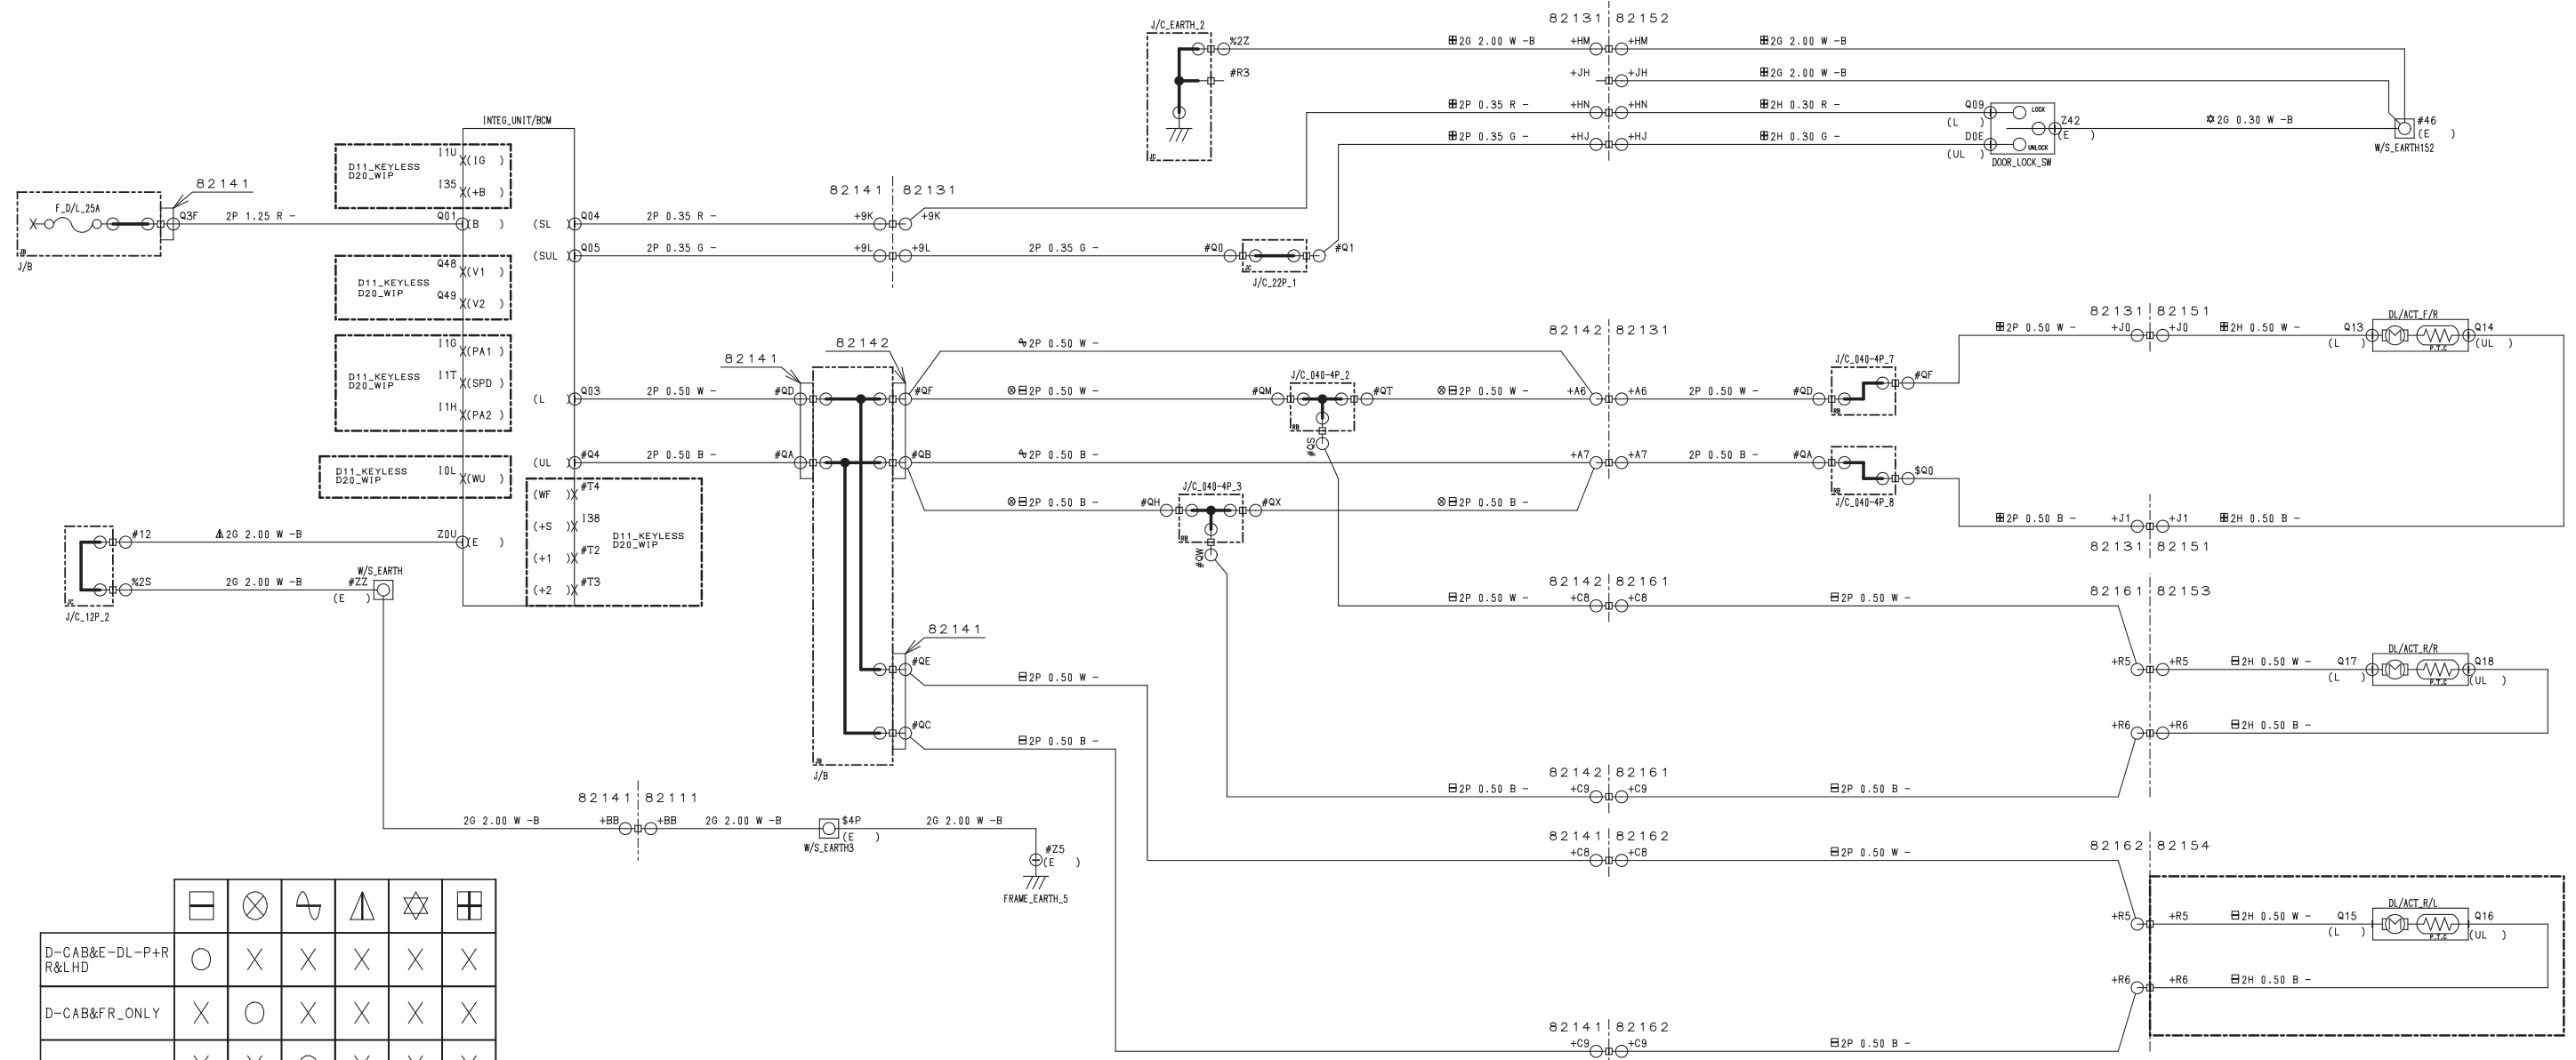 J/C_EARTH_2
%2Z
#R3
JC
82131 82152
⊞2G 2.00 W -B +HM +HM ⊞2G 2.00 W -B
+JH +JH ⊞2G 2.00 W -B
⊞2P 0.35 R - +HN +HN ⊞2H 0.30 R - Q09 (L )
⊞2P 0.35 G - +HJ +HJ ⊞2H 0.30 G - D0E (UL )
LOCK
UNLOCK
Z42 (E )
DOOR_LOCK_SW
✡2G 0.30 W -B
#46 (E )
W/S_EARTH152
INTEG_UNIT/BCM
D11_KEYLESS
D20_WIP
I1U (IG )
I35 (+B )
82141
F_D/L_25A
JB
J/B
Q3F 2P 1.25 R - Q01 (B )
(SL ) Q04 2P 0.35 R - +9K +9K
82141 82131
(SUL ) Q05 2P 0.35 G - +9L +9L 2P 0.35 G - #Q0 #Q1
JC
J/C_22P_1
D11_KEYLESS
D20_WIP
Q48 (V1 )
Q49 (V2 )
D11_KEYLESS
D20_WIP
I1G (PA1 )
I1T (SPD )
I1H (PA2 )
D11_KEYLESS
D20_WIP
I0L (WU )
(L ) Q03 2P 0.50 W - #QD
82141
82142
#QF
∿2P 0.50 W -
⊗⊟2P 0.50 W - #QM
J/C_040-4P_2
RB
#QT
#QS
⊗⊟2P 0.50 W - +A6 +A6 2P 0.50 W - #QD
82142 82131
J/C_040-4P_7
RB
#QF
⊞2P 0.50 W - +J0 +J0 ⊞2H 0.50 W - Q13 (L )
82131 82151
DL/ACT_F/R
M
P.T.C
Q14 (UL )
(UL ) #Q4 2P 0.50 B - #QA
#QB
∿2P 0.50 B - +A7 +A7 2P 0.50 B - #QA
$Q0
RB
J/C_040-4P_8
⊗⊟2P 0.50 B - #QH
J/C_040-4P_3
RB
#QX
#QW
⊗⊟2P 0.50 B -
⊞2P 0.50 B - +J1 +J1 ⊞2H 0.50 B -
82131 82151
(WF ) #T4
(+S ) I38
(+1 ) #T2
(+2 ) #T3
D11_KEYLESS
D20_WIP
#12 ◭2G 2.00 W -B Z0U (E )
%2S 2G 2.00 W -B #ZZ (E )
W/S_EARTH
JC
J/C_12P_2
82142 82161
⊟2P 0.50 W - +C8 +C8 ⊟2P 0.50 W -
82161 82153
+R5 +R5 ⊟2H 0.50 W - Q17 (L )
DL/ACT_R/R
M
P.T.C
Q18 (UL )
+R6 +R6 ⊟2H 0.50 B -
82142 82161
⊟2P 0.50 B - +C9 +C9 ⊟2P 0.50 B -
82141
#QE ⊟2P 0.50 W -
#QC ⊟2P 0.50 B -
JB
J/B
82141 82111
2G 2.00 W -B +BB +BB 2G 2.00 W -B $4P (E ) 2G 2.00 W -B
W/S_EARTH3
#Z5 (E )
FRAME_EARTH_5
82141 82162
+C8 +C8 ⊟2P 0.50 W -
82162 82154
+R5 +R5 ⊟2H 0.50 W - Q15 (L )
DL/ACT_R/L
M
P.T.C
Q16 (UL )
+R6 +R6 ⊟2H 0.50 B -
82141 82162
+C9 +C9 ⊟2P 0.50 B -
D-CAB&E-DL-P+R
R&LHD
O X X X X X
D-CAB&FR_ONLY
X O X X X X